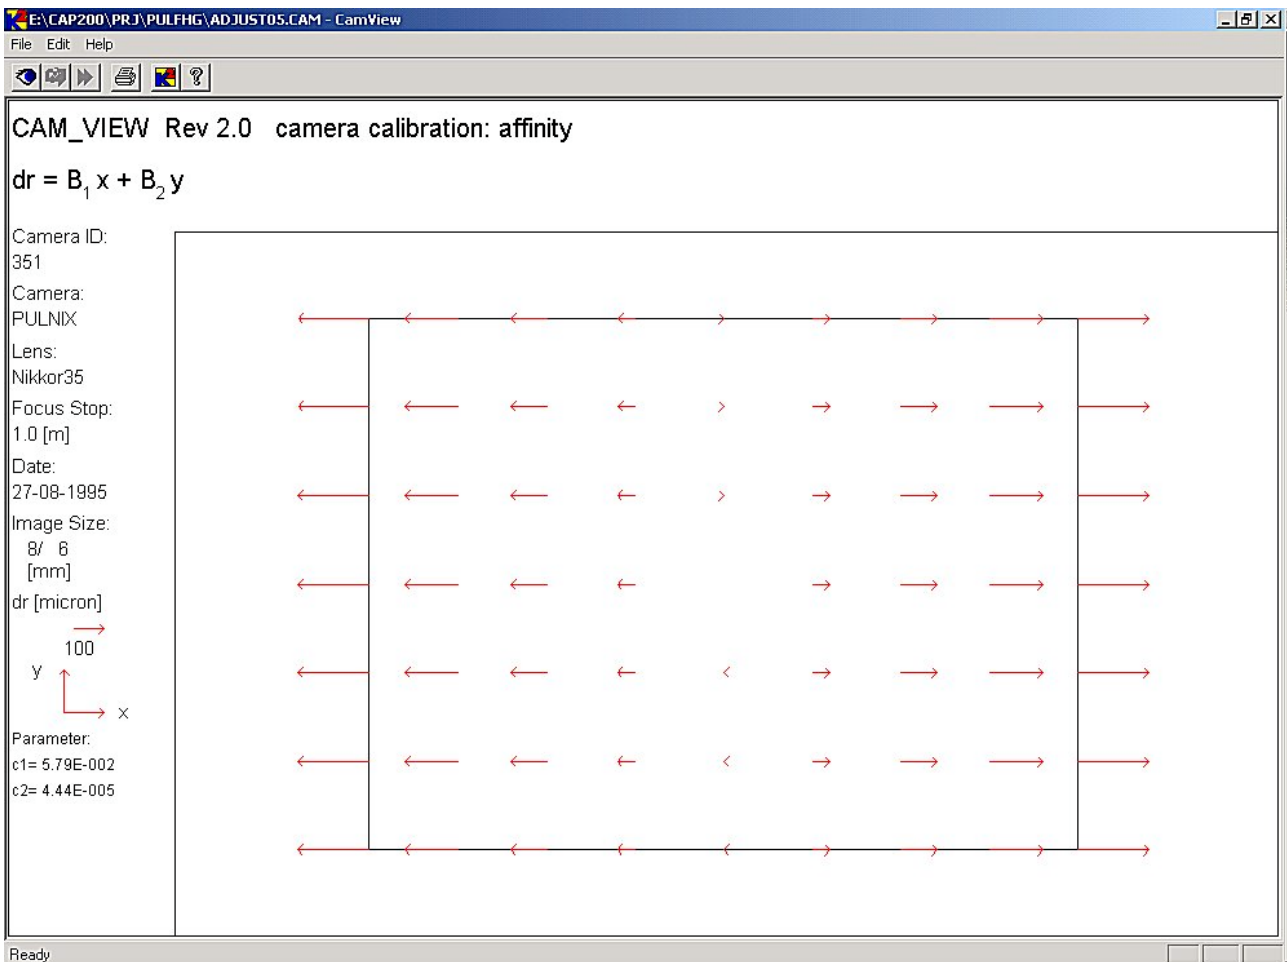 E:\CAP200\PRJ\PULFHG\ADJUST05.CAM - CamView
File Edit Help
CAM_VIEW Rev 2.0 camera calibration: affinity
dr = B1 x + B2 y
Camera ID:
351
Camera:
PULNIX
Lens:
Nikkor35
Focus Stop:
1.0 [m]
Date:
27-08-1995
Image Size:
8/ 6
[mm]
dr [micron]
100
y
x
Parameter:
c1= 5.79E-002
c2= 4.44E-005
Ready